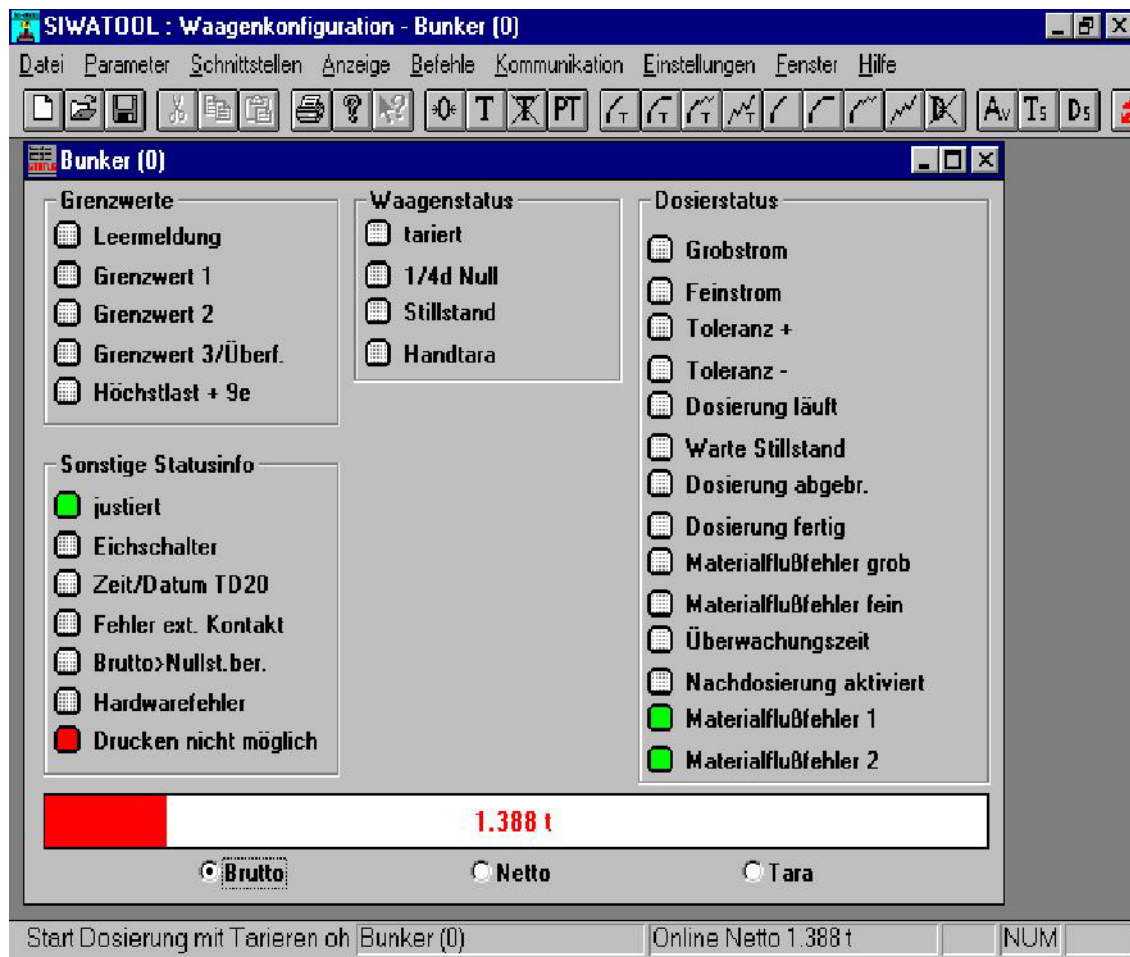 SIWATOOL : Waagenkonfiguration - Bunker (0)
Datei Parameter Schnittstellen Anzeige Befehle Kommunikation Einstellungen Fenster Hilfe
0 T T PT T T T T D Av Ts Ds
Bunker (0)
Grenzwerte
Leermeldung
Grenzwert 1
Grenzwert 2
Grenzwert 3/Überf.
Höchstlast + 9e
Waagenstatus
tariert
1/4d Null
Stillstand
Handtara
Dosierstatus
Grobstrom
Feinstrom
Toleranz +
Toleranz -
Dosierung läuft
Warte Stillstand
Dosierung abgebr.
Dosierung fertig
Materialflußfehler grob
Materialflußfehler fein
Überwachungszeit
Nachdosierung aktiviert
Materialflußfehler 1
Materialflußfehler 2
Sonstige Statusinfo
justiert
Eichschalter
Zeit/Datum TD20
Fehler ext. Kontakt
Brutto>Nullst.ber.
Hardwarefehler
Drucken nicht möglich
1.388 t
Brutto Netto Tara
Start Dosierung mit Tarieren oh Bunker (0) Online Netto 1.388 t NUM